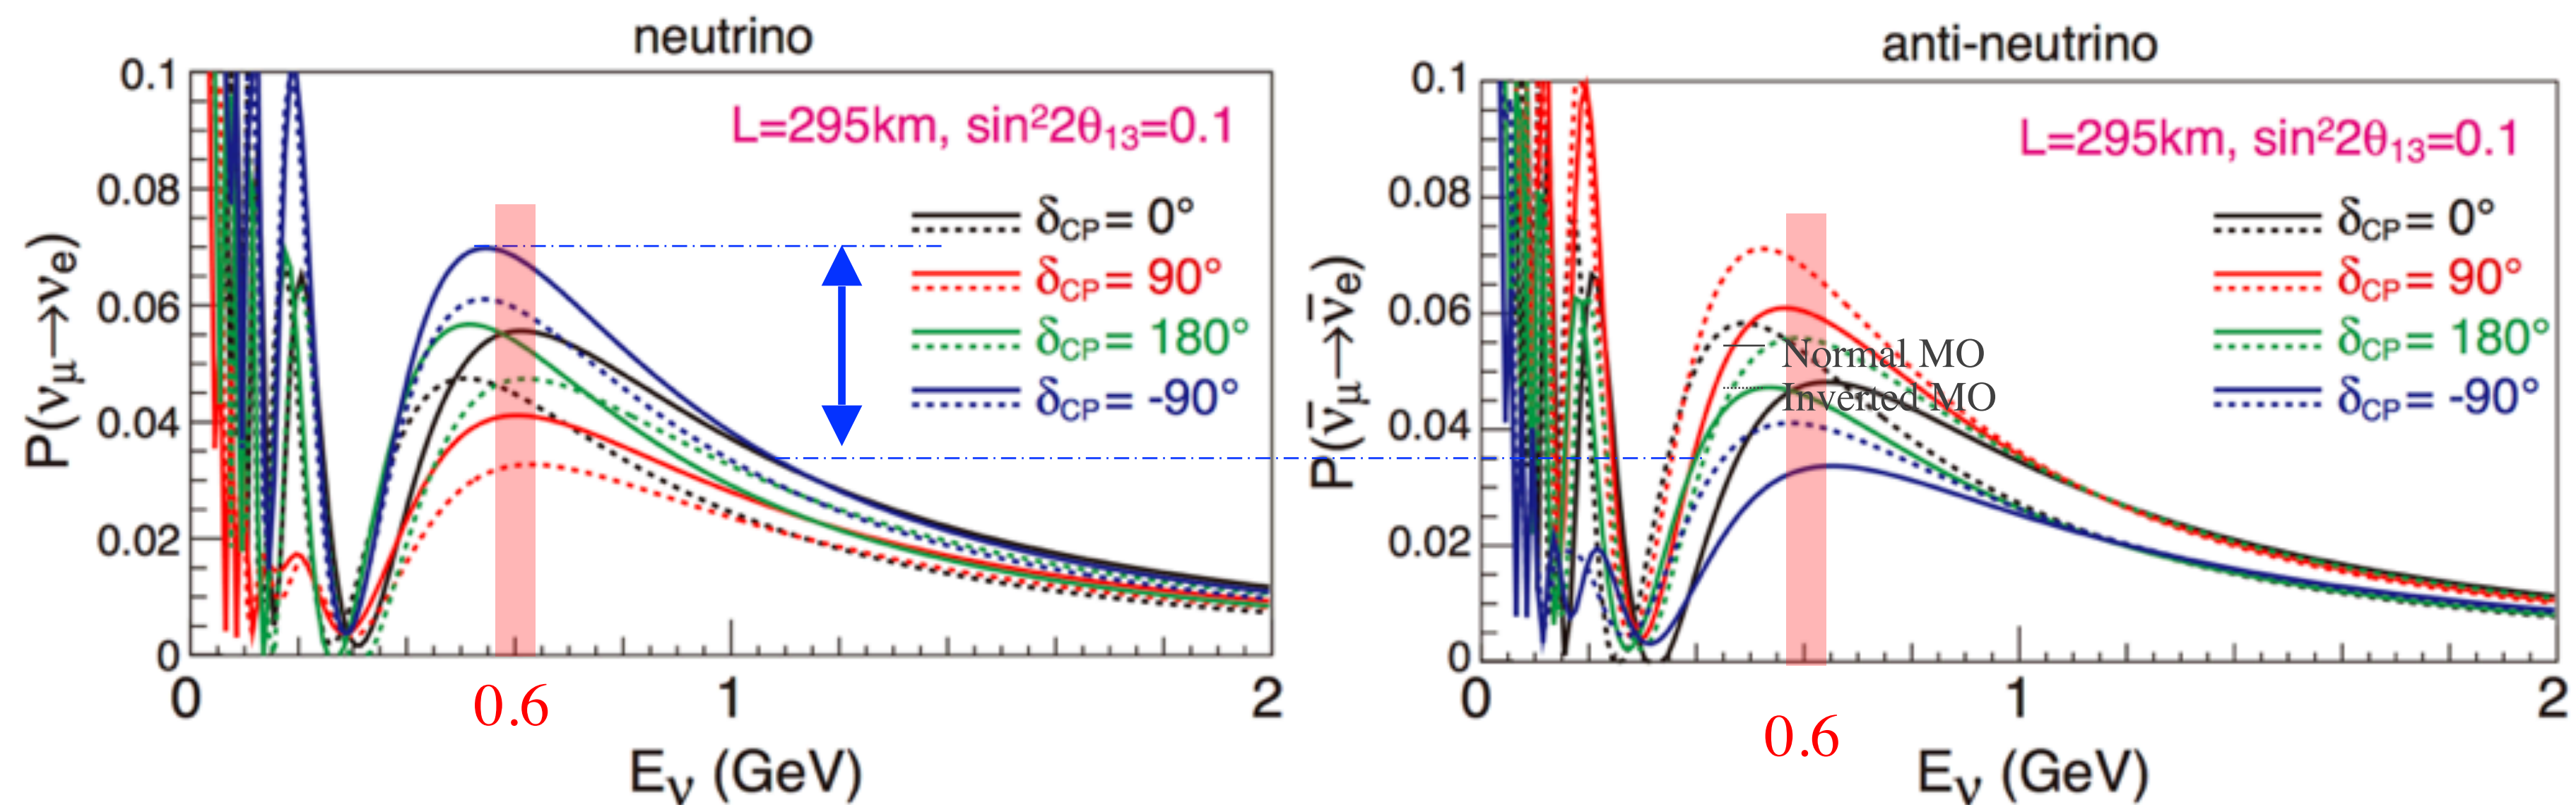 neutrino
0.1
0.08
0.06
0.04
0.02
0
P(νμ→νe)
L=295km, sin²2θ₁₃=0.1
δCP= 0°
δCP= 90°
δCP= 180°
δCP= -90°
0
0.6
1
2
Eν (GeV)
anti-neutrino
0.1
0.08
0.06
0.04
0.02
0
P(ν̄μ→ν̄e)
L=295km, sin²2θ₁₃=0.1
δCP= 0°
δCP= 90°
δCP= 180°
δCP= -90°
Normal MO
Inverted MO
0
0.6
1
2
Eν (GeV)